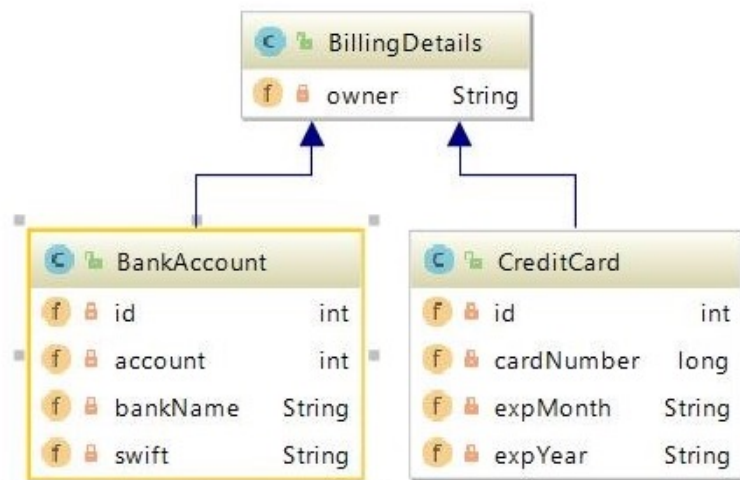 C BillingDetails
f owner String
C BankAccount
f id int
f account int
f bankName String
f swift String
C CreditCard
f id int
f cardNumber long
f expMonth String
f expYear String